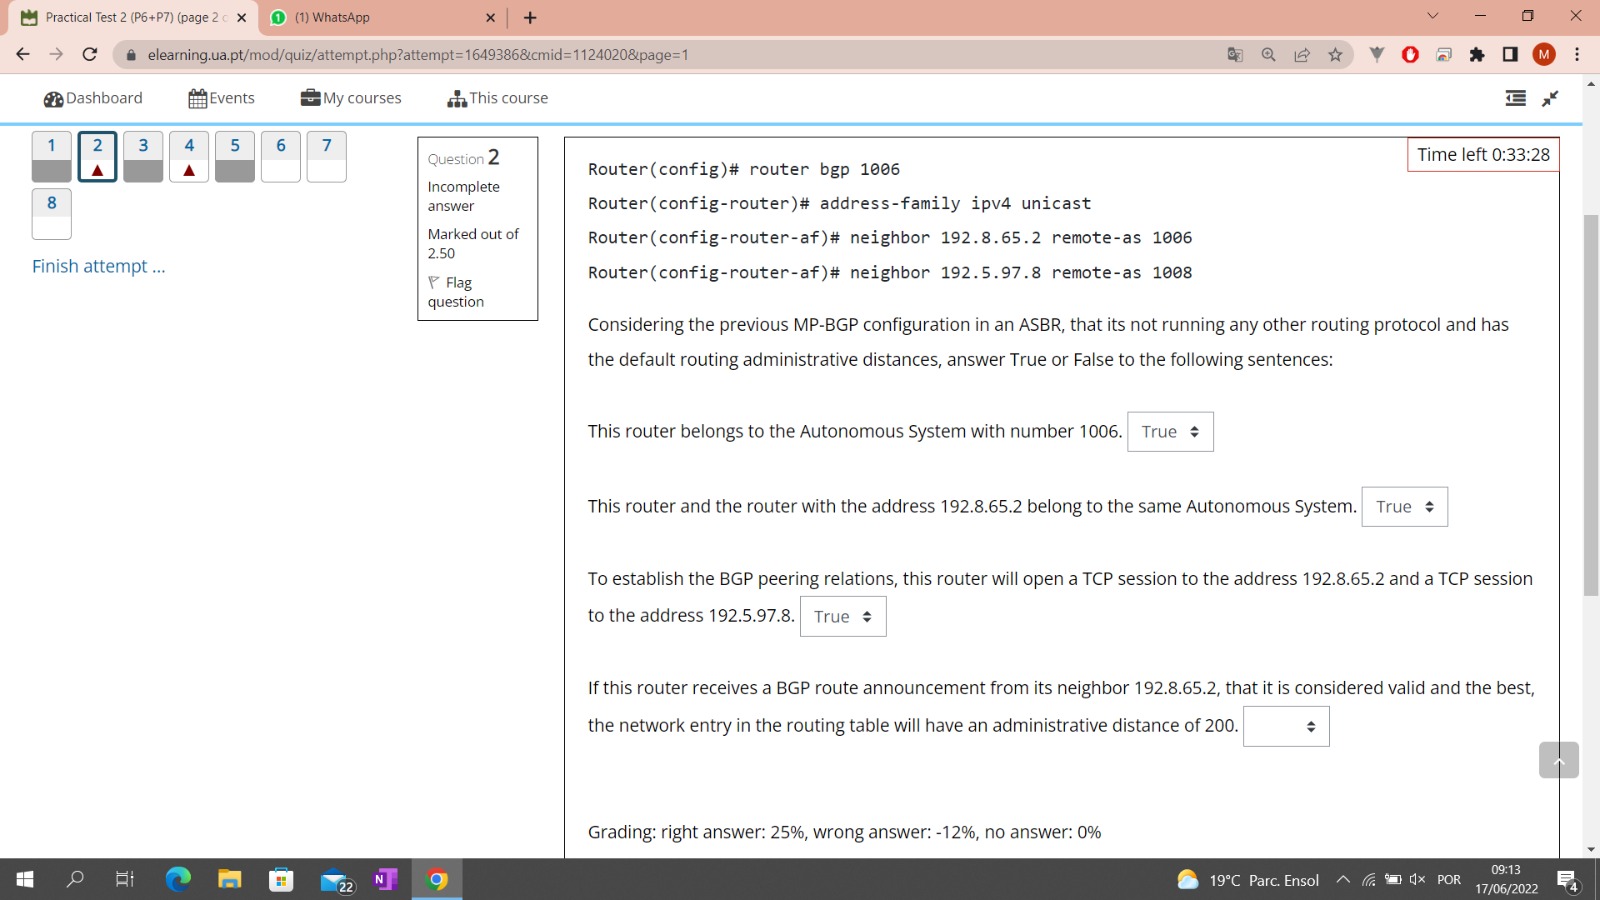 Practical Test 2 (P6+P7) (page 2 o
(1) WhatsApp
elearning.ua.pt/mod/quiz/attempt.php?attempt=1649386&cmid=1124020&page=1
M
Dashboard
Events
My courses
This course
1 2 3 4 5 6 7
8
Finish attempt ...
Question 2
Incomplete
answer
Marked out of
2.50
Flag
question
Time left 0:33:28
Router(config)# router bgp 1006
Router(config-router)# address-family ipv4 unicast
Router(config-router-af)# neighbor 192.8.65.2 remote-as 1006
Router(config-router-af)# neighbor 192.5.97.8 remote-as 1008
Considering the previous MP-BGP configuration in an ASBR, that its not running any other routing protocol and has
the default routing administrative distances, answer True or False to the following sentences:
This router belongs to the Autonomous System with number 1006. True
This router and the router with the address 192.8.65.2 belong to the same Autonomous System. True
To establish the BGP peering relations, this router will open a TCP session to the address 192.8.65.2 and a TCP session
to the address 192.5.97.8. True
If this router receives a BGP route announcement from its neighbor 192.8.65.2, that it is considered valid and the best,
the network entry in the routing table will have an administrative distance of 200.
Grading: right answer: 25%, wrong answer: -12%, no answer: 0%
22
N
19°C Parc. Ensol
POR
09:13
17/06/2022
4